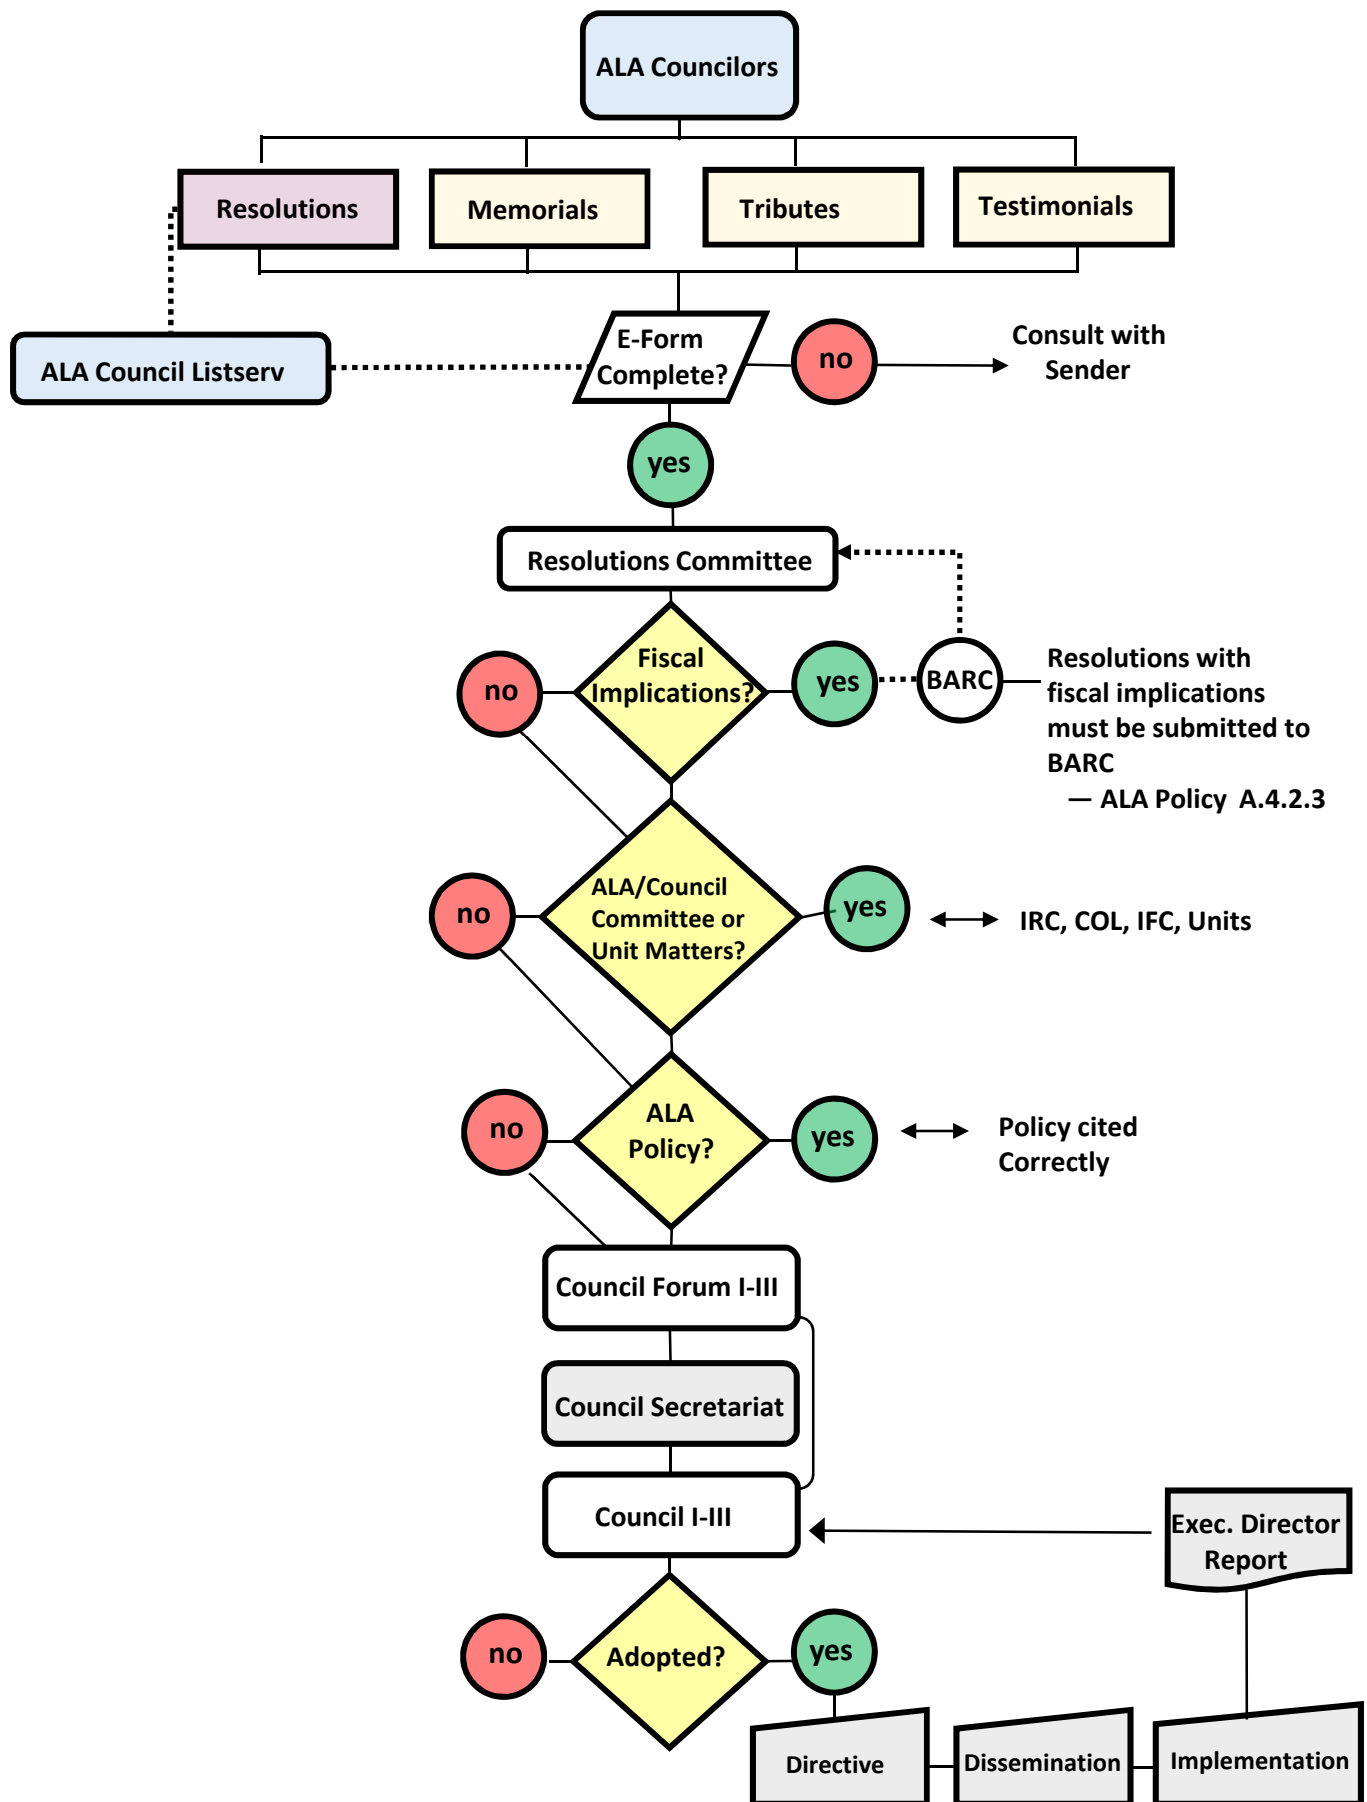 ALA Councilors
Resolutions
Memorials
Tributes
Testimonials
ALA Council Listserv
E-Form
Complete?
no
Consult with
Sender
yes
Resolutions Committee
Fiscal
Implications?
no
yes
BARC
Resolutions with
fiscal implications
must be submitted to
BARC
— ALA Policy A.4.2.3
ALA/Council
Committee or
Unit Matters?
no
yes
IRC, COL, IFC, Units
ALA
Policy?
no
yes
Policy cited
Correctly
Council Forum I-III
Council Secretariat
Council I-III
Exec. Director
Report
Adopted?
no
yes
Directive
Dissemination
Implementation